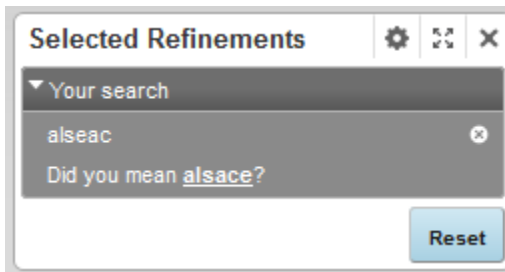 Selected Refinements
Your search
alseac
Did you mean alsace?
Reset